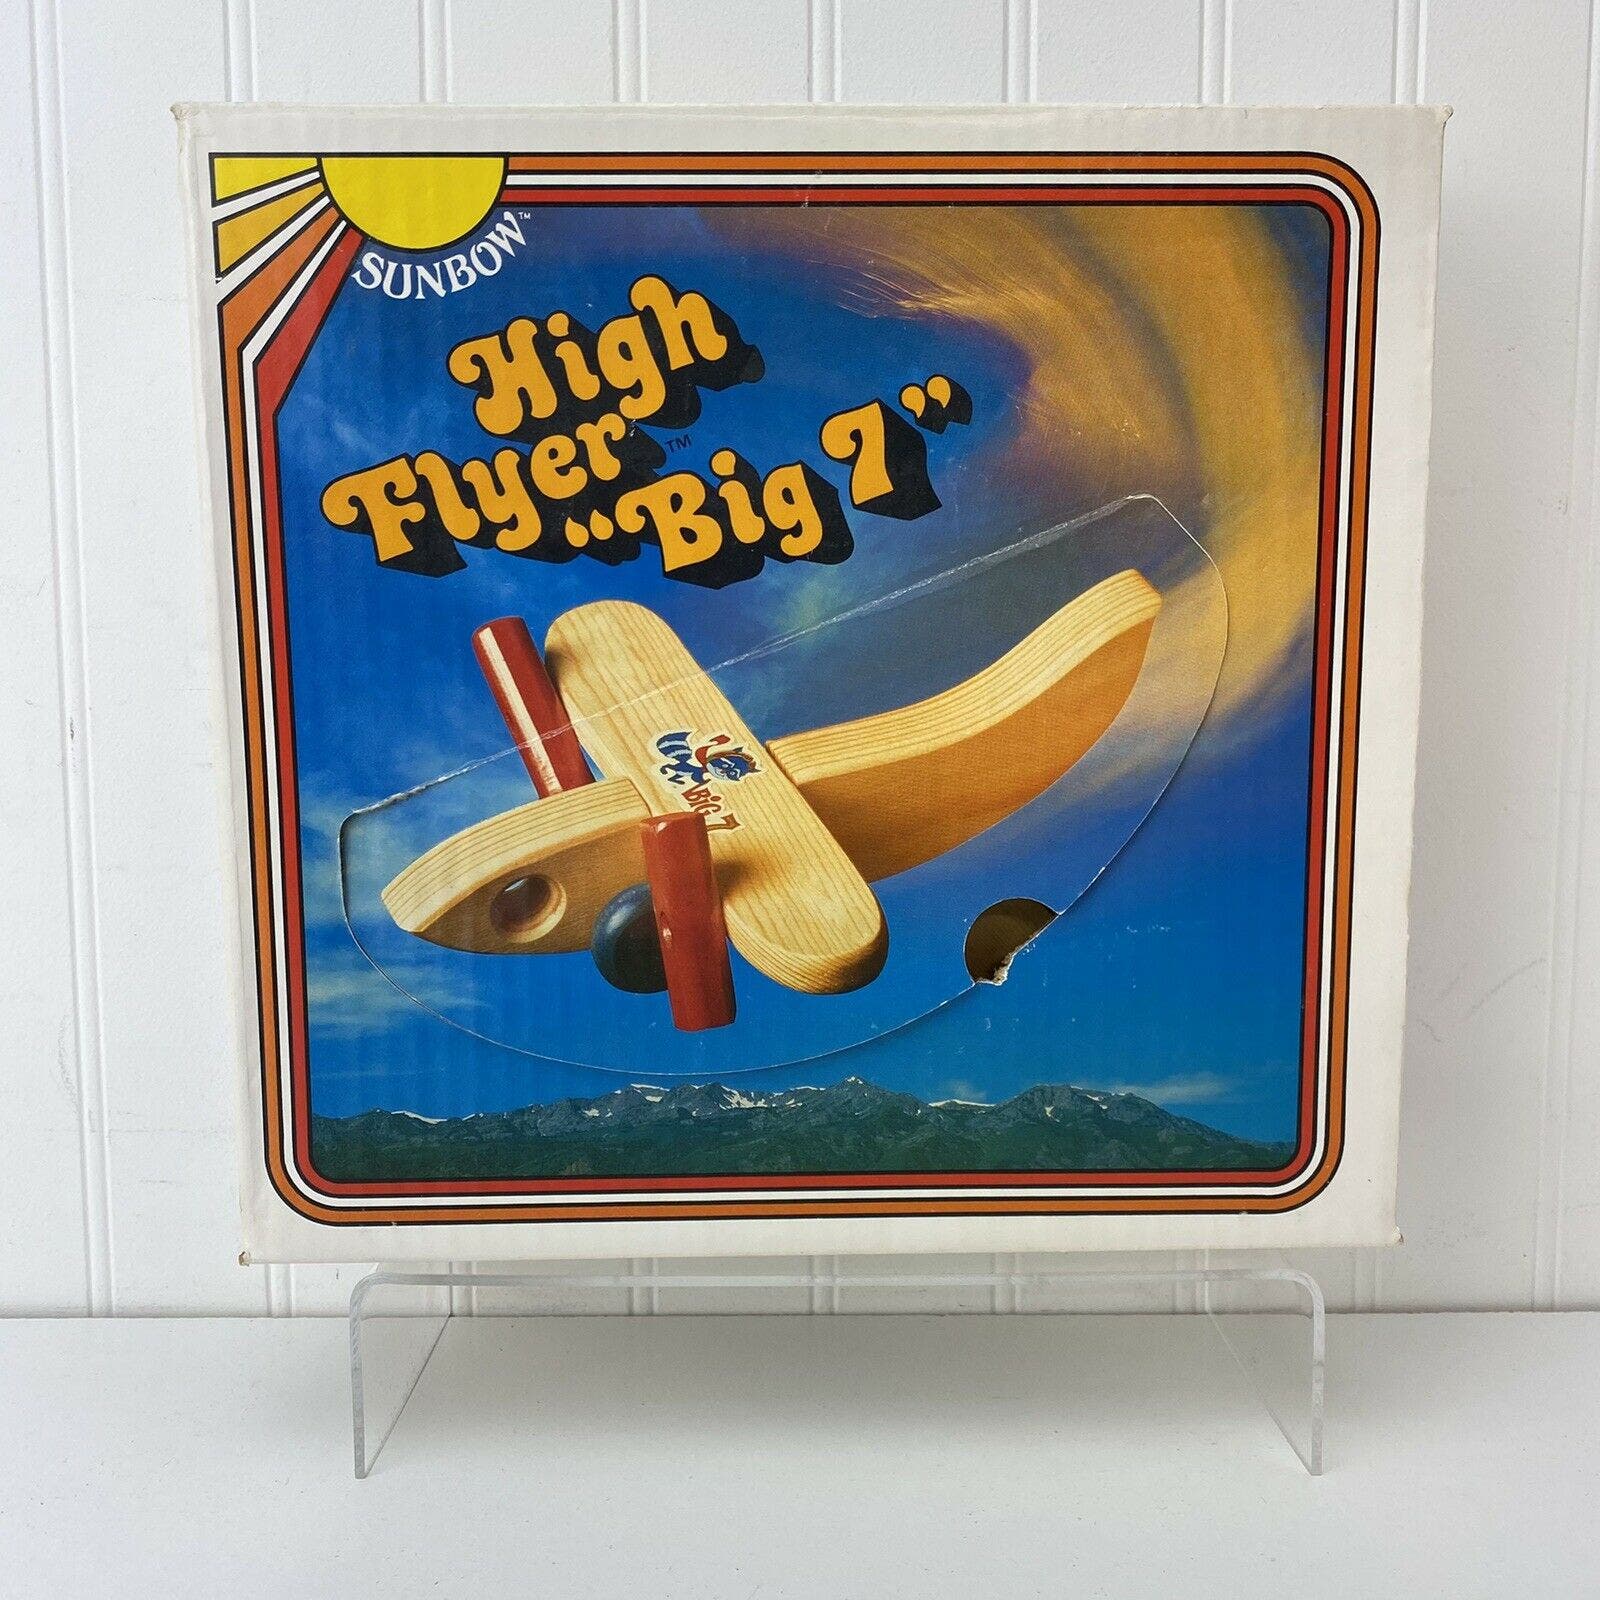 SUNBOW™
High
Flyer™ "Big 7"
BIG 7